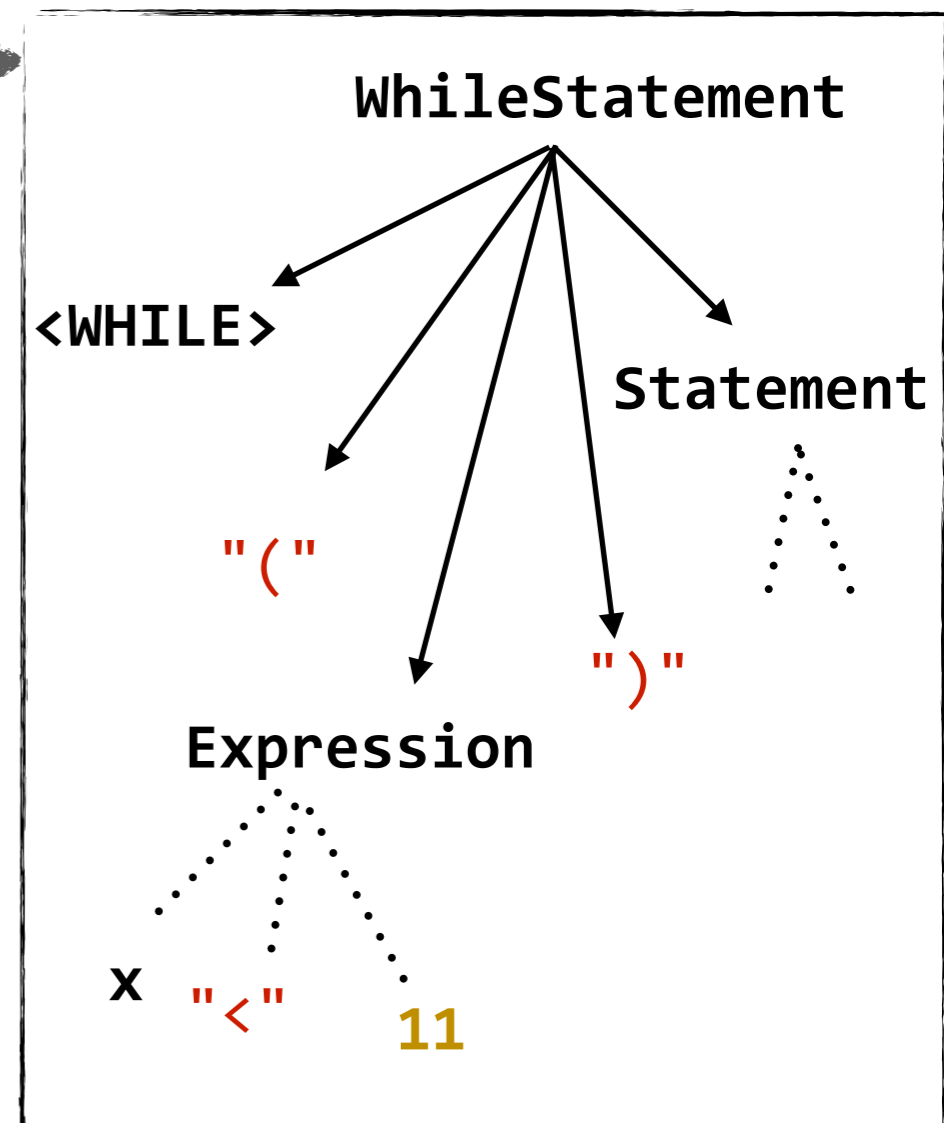 WhileStatement
<WHILE>
Statement
"("
")"
Expression
x "<" 11